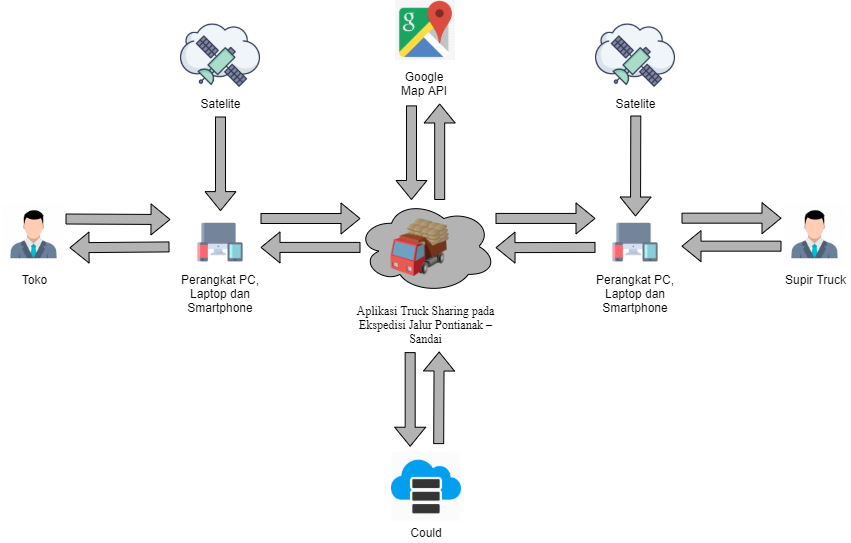 Google
Map API
Satelite
Satelite
Toko
Perangkat PC,
Laptop dan
Smartphone
Aplikasi Truck Sharing pada
Ekspedisi Jalur Pontianak –
Sandai
Perangkat PC,
Laptop dan
Smartphone
Supir Truck
Could